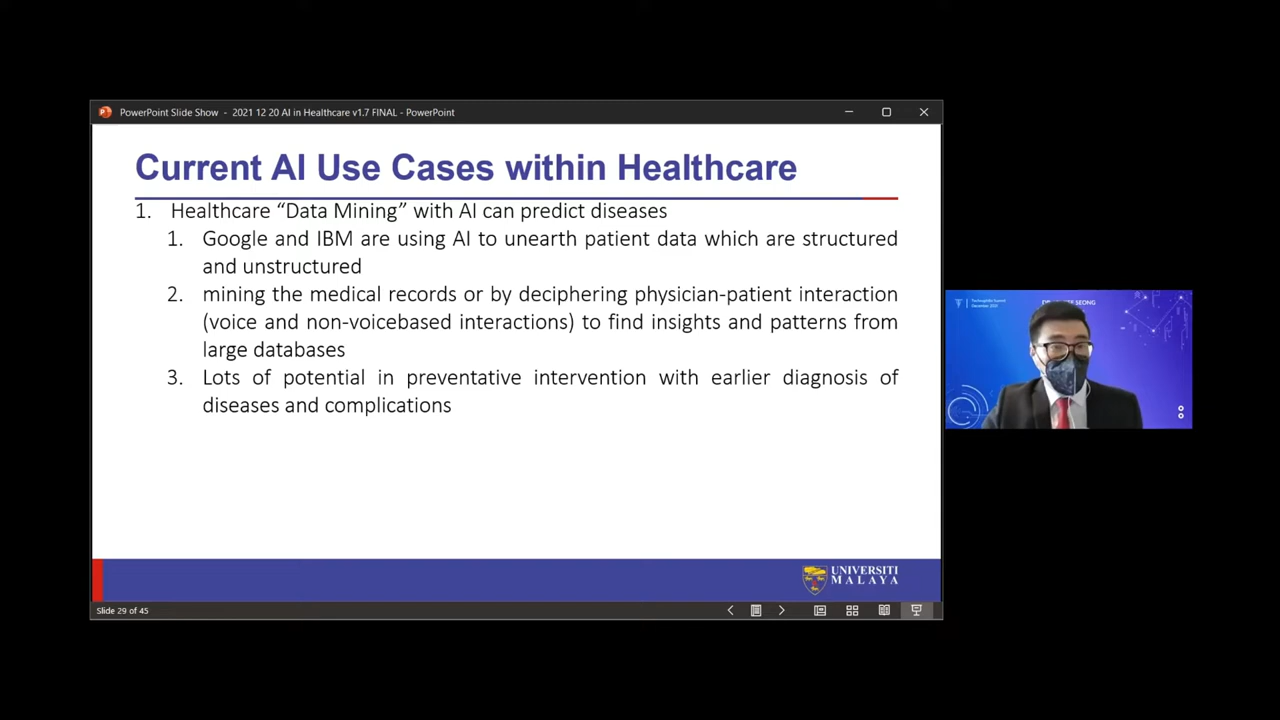 PowerPoint Slide Show - 2021 12 20 AI in Healthcare v1.7 FINAL - PowerPoint
Current AI Use Cases within Healthcare
1. Healthcare “Data Mining” with AI can predict diseases
1. Google and IBM are using AI to unearth patient data which are structured
and unstructured
2. mining the medical records or by deciphering physician-patient interaction
(voice and non-voicebased interactions) to find insights and patterns from
large databases
3. Lots of potential in preventative intervention with earlier diagnosis of
diseases and complications
UNIVERSITI
MALAYA
Slide 29 of 45
SEONG